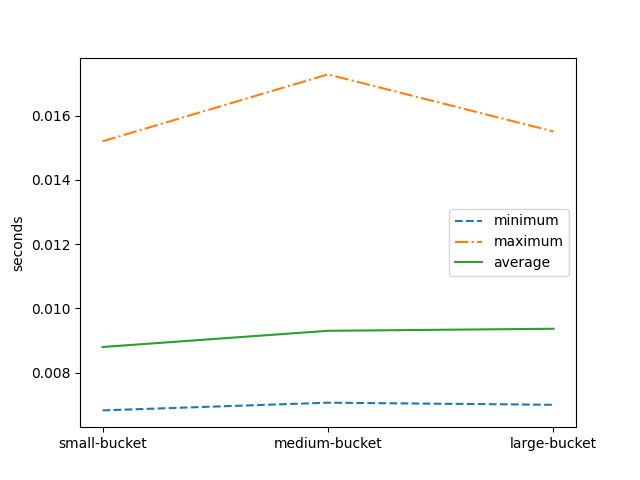 0.016
0.014
0.012
0.010
0.008
seconds
minimum
maximum
average
small-bucket
medium-bucket
large-bucket